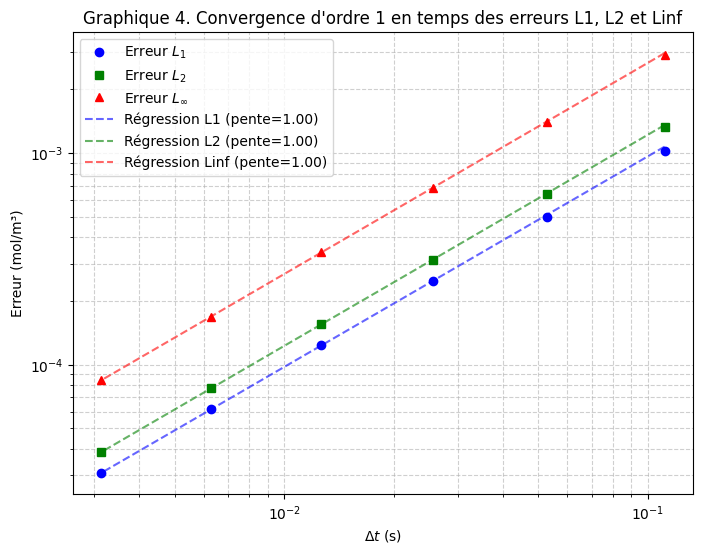 Graphique 4. Convergence d'ordre 1 en temps des erreurs L1, L2 et Linf
Erreur $L_1$
Erreur $L_2$
Erreur $L_\infty$
Régression L1 (pente=1.00)
Régression L2 (pente=1.00)
Régression Linf (pente=1.00)
Erreur (mol/m³)
$10^{-3}$
$10^{-4}$
$10^{-2}$ $10^{-1}$
$\Delta t$ (s)